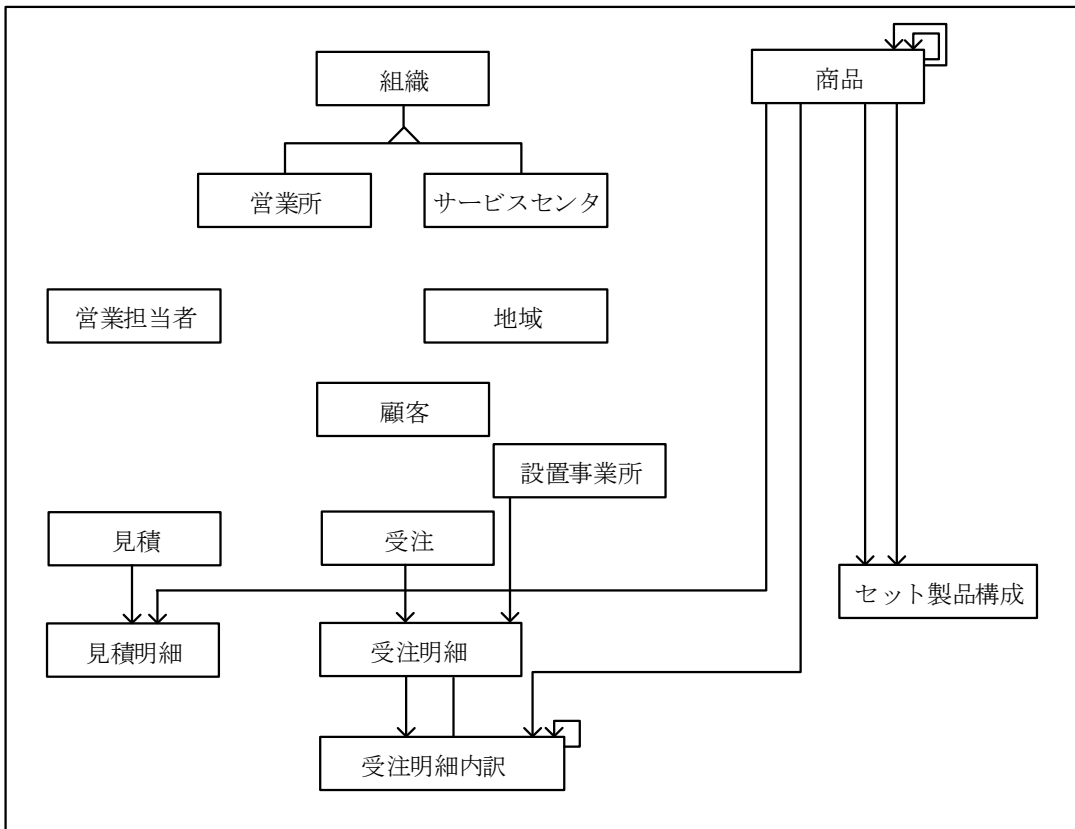 組織
商品
営業所
サービスセンタ
営業担当者
地域
顧客
設置事業所
見積
受注
セット製品構成
見積明細
受注明細
受注明細内訳